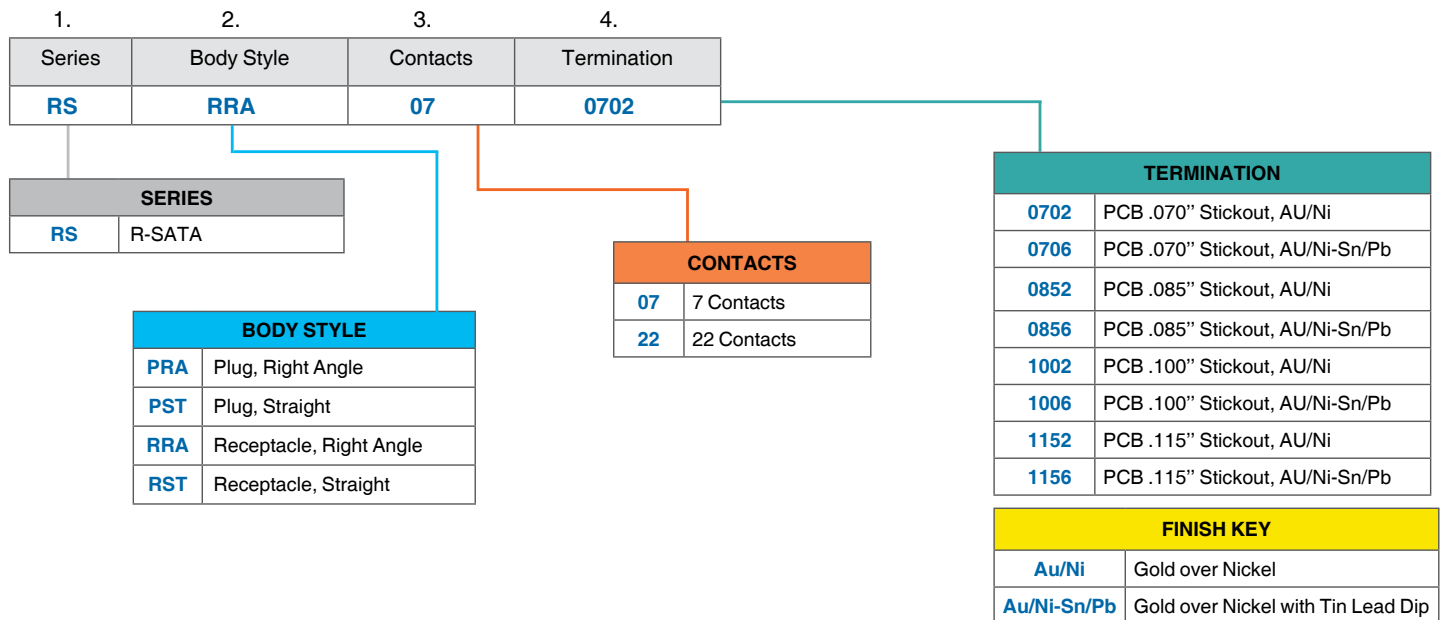 1. 2. 3. 4.
Series Body Style Contacts Termination
RS RRA 07 0702
SERIES
RS R-SATA
BODY STYLE
PRA Plug, Right Angle
PST Plug, Straight
RRA Receptacle, Right Angle
RST Receptacle, Straight
CONTACTS
07 7 Contacts
22 22 Contacts
TERMINATION
0702 PCB .070’’ Stickout, AU/Ni
0706 PCB .070’’ Stickout, AU/Ni-Sn/Pb
0852 PCB .085’’ Stickout, AU/Ni
0856 PCB .085’’ Stickout, AU/Ni-Sn/Pb
1002 PCB .100’’ Stickout, AU/Ni
1006 PCB .100’’ Stickout, AU/Ni-Sn/Pb
1152 PCB .115’’ Stickout, AU/Ni
1156 PCB .115’’ Stickout, AU/Ni-Sn/Pb
FINISH KEY
Au/Ni Gold over Nickel
Au/Ni-Sn/Pb Gold over Nickel with Tin Lead Dip